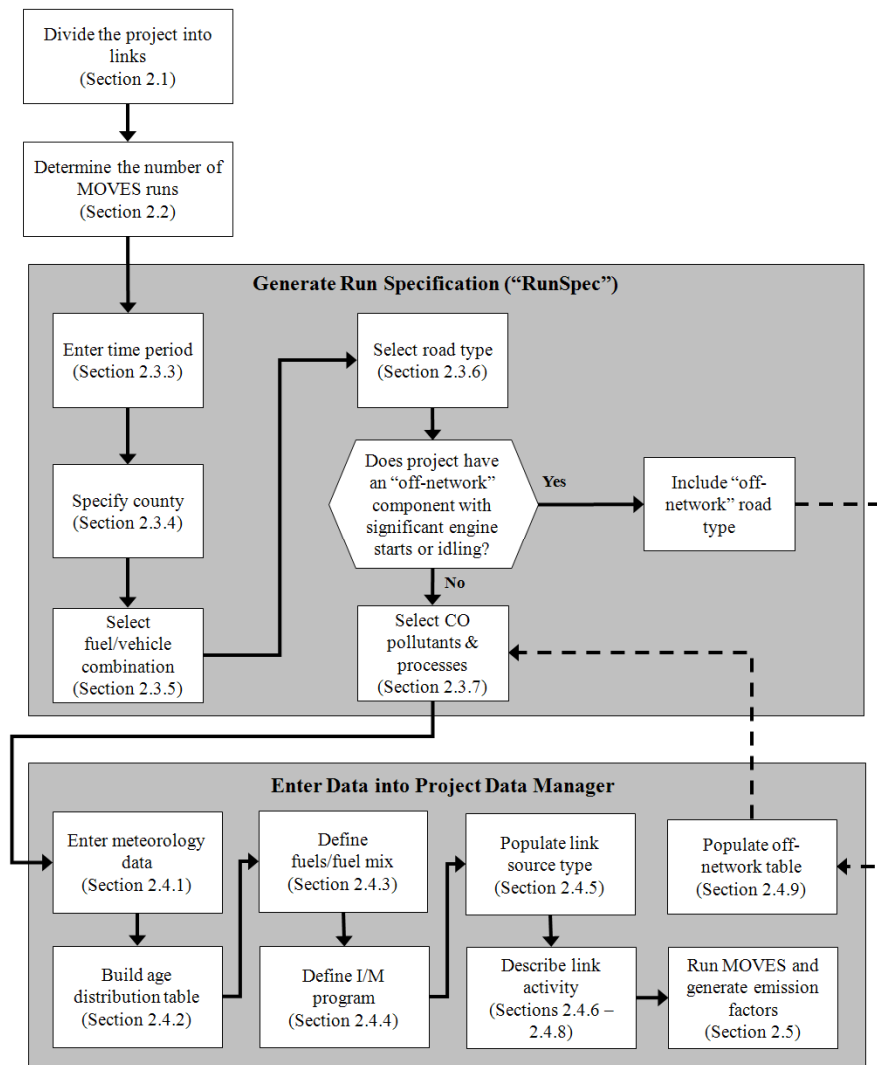 Divide the project into
links
(Section 2.1)
Determine the number of
MOVES runs
(Section 2.2)
Generate Run Specification (“RunSpec”)
Enter time period
(Section 2.3.3)
Specify county
(Section 2.3.4)
Select
fuel/vehicle
combination
(Section 2.3.5)
Select road type
(Section 2.3.6)
Does project have
an “off-network”
component with
significant engine
starts or idling?
Yes
Include “off-
network” road
type
No
Select CO
pollutants &
processes
(Section 2.3.7)
Enter Data into Project Data Manager
Enter meteorology
data
(Section 2.4.1)
Build age
distribution table
(Section 2.4.2)
Define
fuels/fuel mix
(Section 2.4.3)
Define I/M
program
(Section 2.4.4)
Populate link
source type
(Section 2.4.5)
Describe link
activity
(Sections 2.4.6 –
2.4.8)
Populate off-
network table
(Section 2.4.9)
Run MOVES and
generate emission
factors
(Section 2.5)